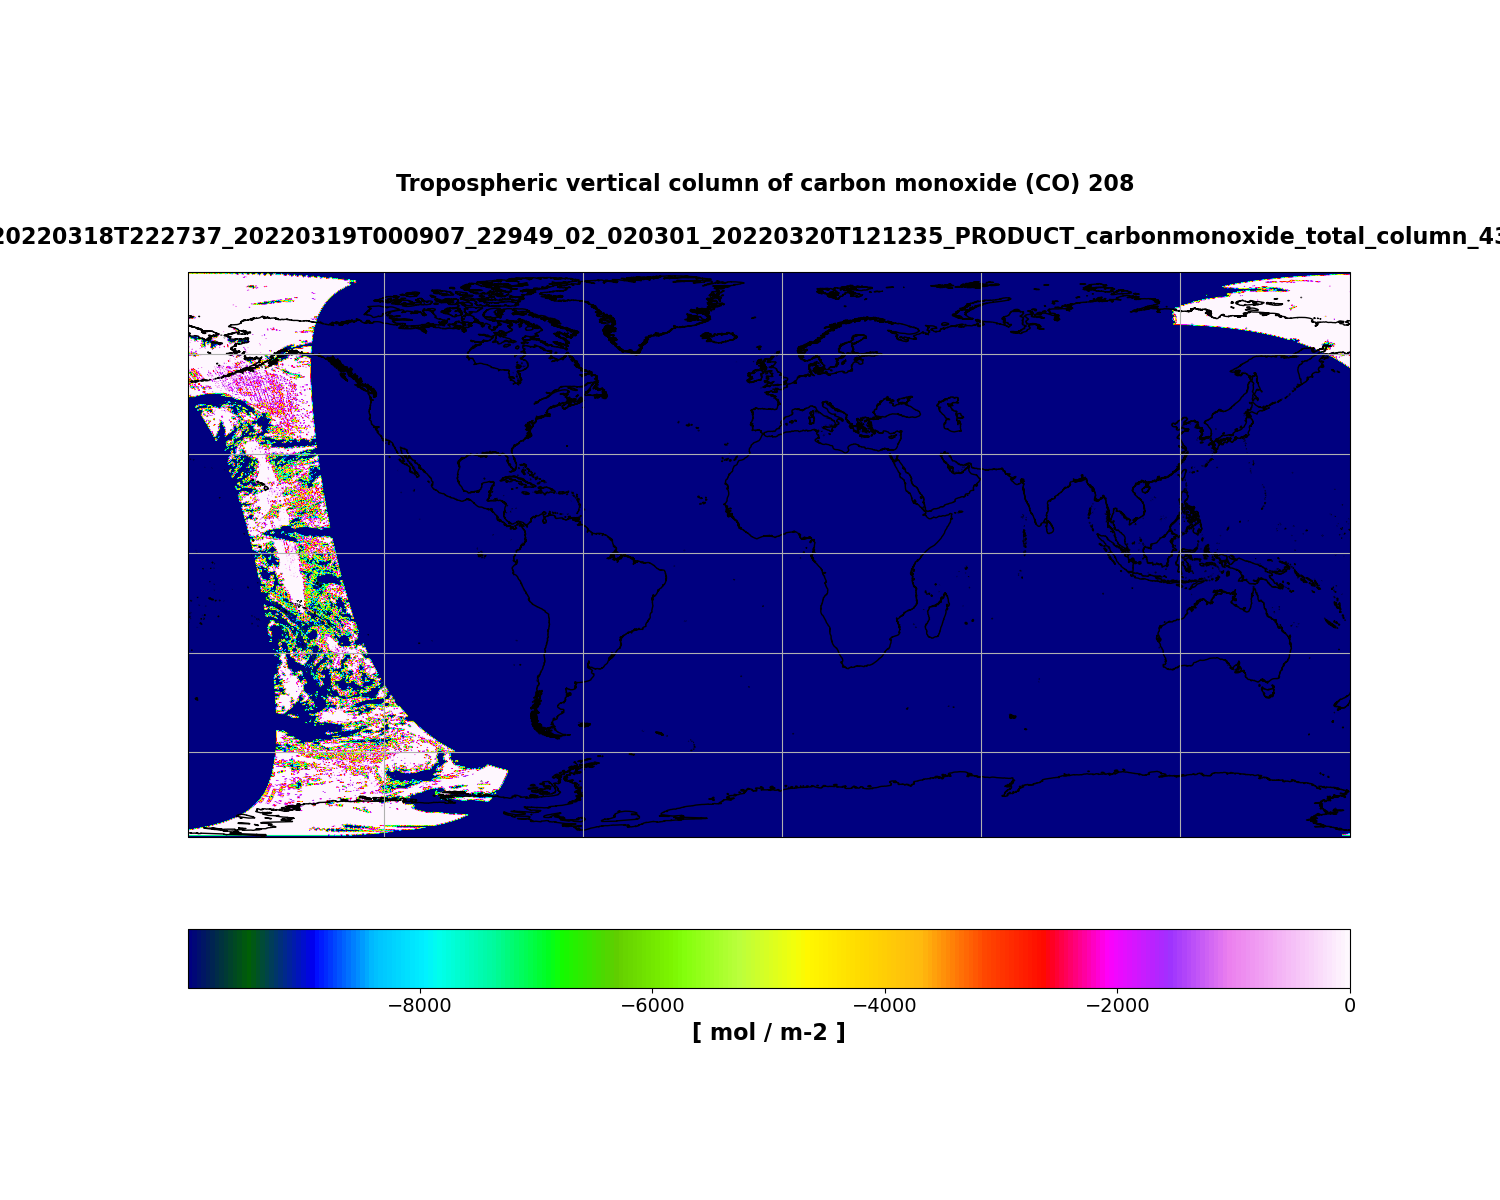 Tropospheric vertical column of carbon monoxide (CO) 208
20220318T222737_20220319T000907_22949_02_020301_20220320T121235_PRODUCT_carbonmonoxide_total_column_43
−8000 −6000 −4000 −2000 0
[ mol / m-2 ]